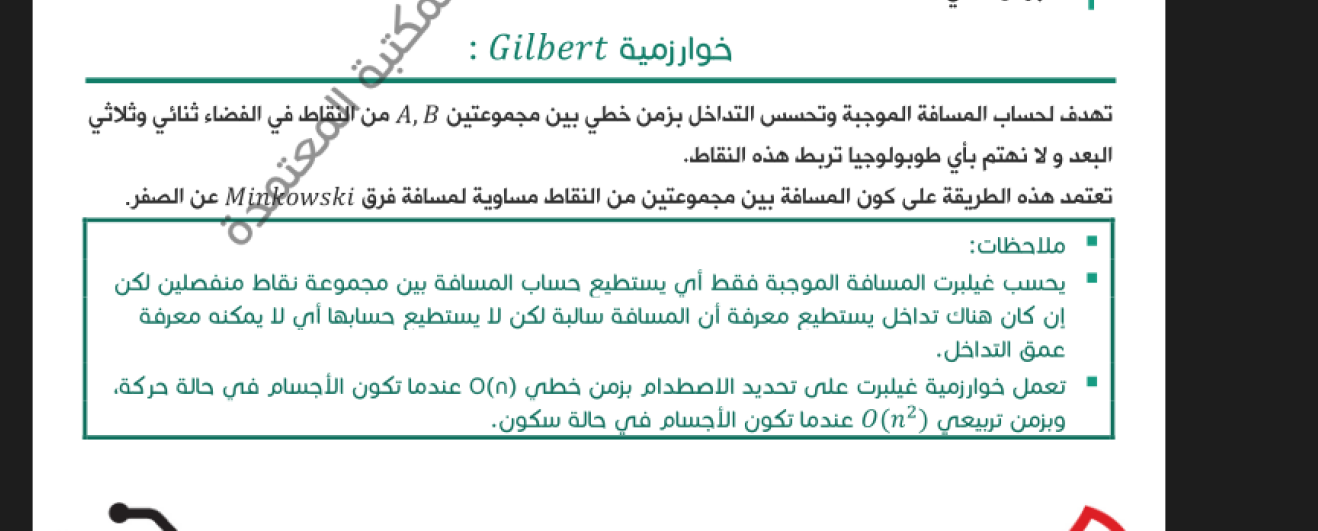 خوارزمية Gilbert :
تهدف لحساب المسافة الموجبة وتحسس التداخل بزمن خطي بين مجموعتين A, B من النقاط في الفضاء ثنائي وثلاثي
البعد و لا نهتم بأي طوبولوجيا تربط هذه النقاط.
تعتمد هذه الطريقة على كون المسافة بين مجموعتين من النقاط مساوية لمسافة فرق Minkowski عن الصفر.
▪ ملاحظات:
▪ يحسب غيلبرت المسافة الموجبة فقط أي يستطيع حساب المسافة بين مجموعة نقاط منفصلين لكن
إن كان هناك تداخل يستطيع معرفة أن المسافة سالبة لكن لا يستطيع حسابها أي لا يمكنه معرفة
عمق التداخل.
▪ تعمل خوارزمية غيلبرت على تحديد الاصطدام بزمن خطي O(n) عندما تكون الأجسام في حالة حركة،
وبزمن تربيعي O(n²) عندما تكون الأجسام في حالة سكون.
مكتبة المعتمدة